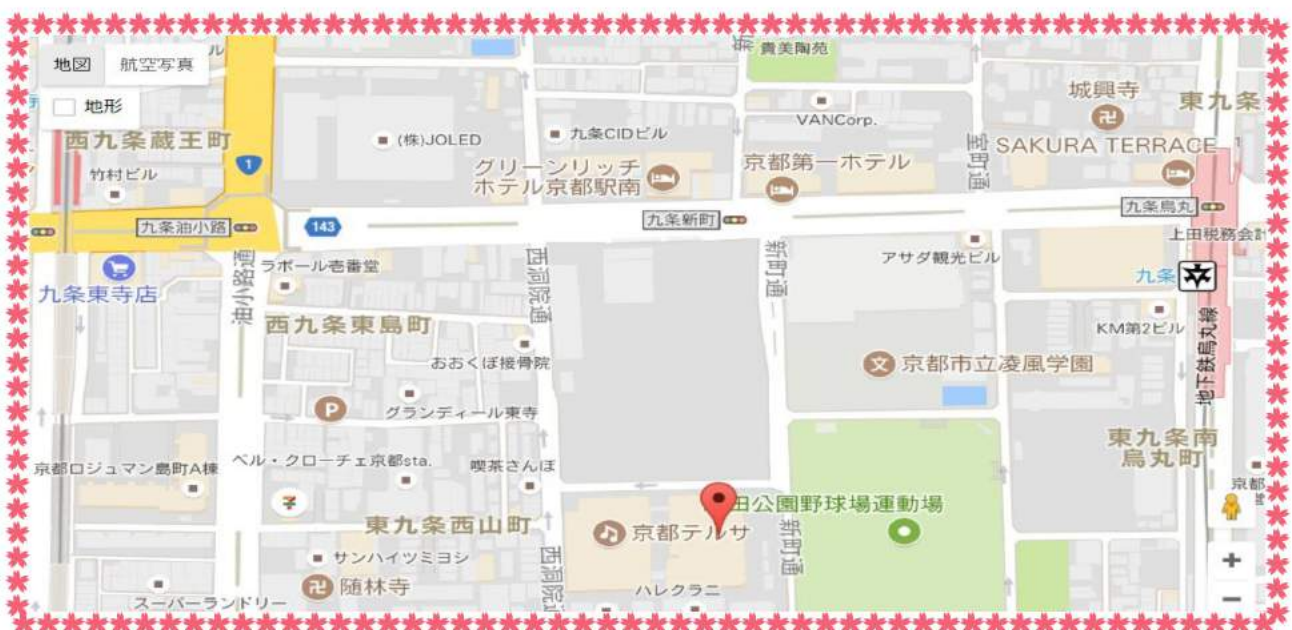 貴美陶苑
地図
航空写真
地形
城興寺
東九条
西九条蔵王町
(株)JOLED
九条CIDビル
VANCorp.
室町通
SAKURA TERRACE
1
竹村ビル
グリーンリッチ
ホテル京都駅南
京都第一ホテル
九条油小路
143
九条新町
九条烏丸
上田税務会計
油小路通
ラボール壱番堂
西洞院通
新町通
アサダ観光ビル
九条
九条東寺店
西九条東島町
KM第2ビル
おおくぼ接骨院
京都市立凌風学園
地下鉄烏丸線
P
グランディール東寺
東九条南
烏丸町
京都ロジュマン島町A棟
ベル・クローチェ京都sta.
喫茶さんぽ
田公園野球場運動場
京都
東九条西山町
京都テルサ
新町通
サンハイツミヨシ
西洞院通
随林寺
ハレクラニ
スーパーランドリー
+
−